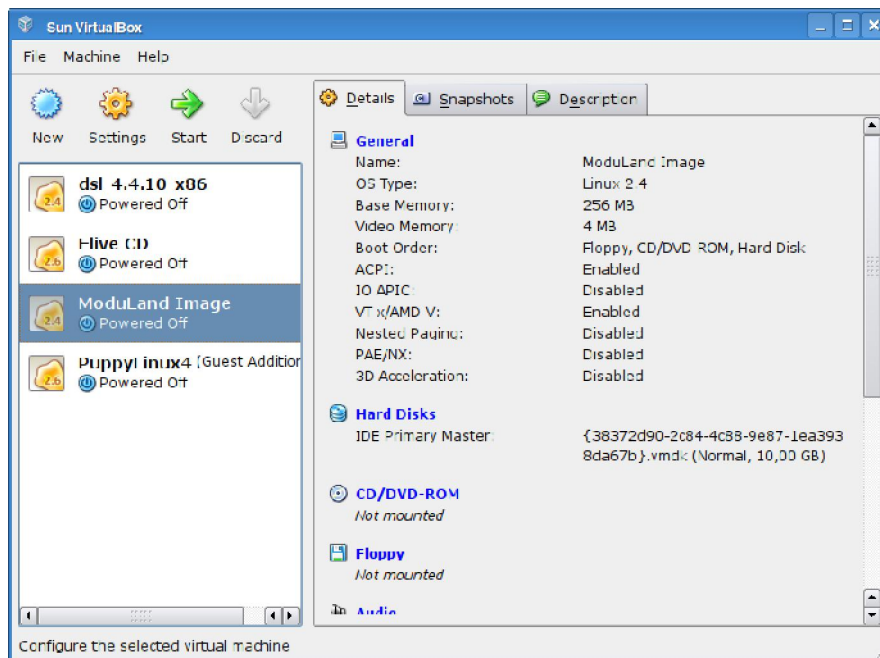 Sun VirtualBox
File Machine Help
New Settings Start Discard
dsl 4.4.10 x86
Powered Off
Elive CD
Powered Off
ModuLand Image
Powered Off
PuppyLinux4 (Guest Addition
Powered Off
Details Snapshots Description
General
Name: ModuLand Image
OS Type: Linux 2.4
Base Memory: 256 MB
Video Memory: 4 MB
Boot Order: Floppy, CD/DVD-ROM, Hard Disk
ACPI: Enabled
IO APIC: Disabled
VT-x/AMD-V: Enabled
Nested Paging: Disabled
PAE/NX: Disabled
3D Acceleration: Disabled
Hard Disks
IDE Primary Master: {38372d90-2c84-4c88-9e87-1ea393
8da67b}.vmdk (Normal, 10,00 GB)
CD/DVD-ROM
Not mounted
Floppy
Not mounted
Audio
Configure the selected virtual machine